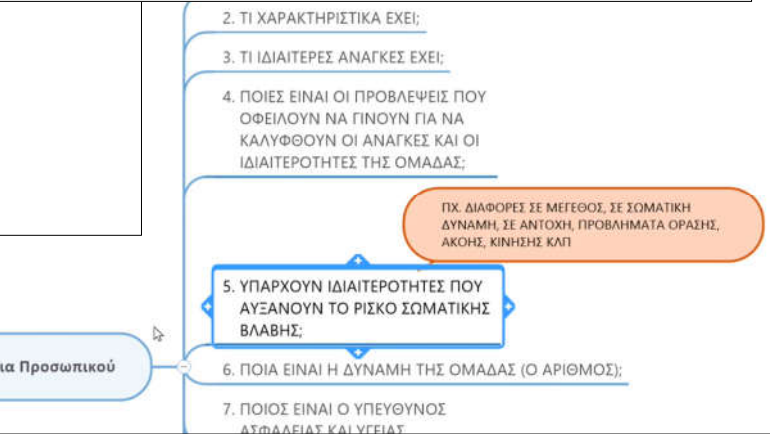 2. ΤΙ ΧΑΡΑΚΤΗΡΙΣΤΙΚΑ ΕΧΕΙ;
3. ΤΙ ΙΔΙΑΙΤΕΡΕΣ ΑΝΑΓΚΕΣ ΕΧΕΙ;
4. ΠΟΙΕΣ ΕΙΝΑΙ ΟΙ ΠΡΟΒΛΕΨΕΙΣ ΠΟΥ
ΟΦΕΙΛΟΥΝ ΝΑ ΓΙΝΟΥΝ ΓΙΑ ΝΑ
ΚΑΛΥΦΘΟΥΝ ΟΙ ΑΝΑΓΚΕΣ ΚΑΙ ΟΙ
ΙΔΙΑΙΤΕΡΟΤΗΤΕΣ ΤΗΣ ΟΜΑΔΑΣ;
ΠΧ. ΔΙΑΦΟΡΕΣ ΣΕ ΜΕΓΕΘΟΣ, ΣΕ ΣΩΜΑΤΙΚΗ
ΔΥΝΑΜΗ, ΣΕ ΑΝΤΟΧΗ, ΠΡΟΒΛΗΜΑΤΑ ΟΡΑΣΗΣ,
ΑΚΟΗΣ, ΚΙΝΗΣΗΣ ΚΛΠ
5. ΥΠΑΡΧΟΥΝ ΙΔΙΑΙΤΕΡΟΤΗΤΕΣ ΠΟΥ
ΑΥΞΑΝΟΥΝ ΤΟ ΡΙΣΚΟ ΣΩΜΑΤΙΚΗΣ
ΒΛΑΒΗΣ;
ια Προσωπικού
6. ΠΟΙΑ ΕΙΝΑΙ Η ΔΥΝΑΜΗ ΤΗΣ ΟΜΑΔΑΣ (Ο ΑΡΙΘΜΟΣ);
7. ΠΟΙΟΣ ΕΙΝΑΙ Ο ΥΠΕΥΘΥΝΟΣ
ΑΣΦΑΛΕΙΑΣ ΚΑΙ ΥΓΕΙΑΣ